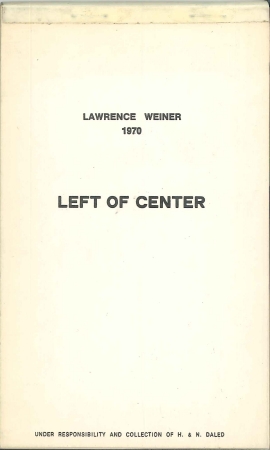 LAWRENCE WEINER
1970
LEFT OF CENTER
UNDER RESPONSIBILITY AND COLLECTION OF H. & N. DALED